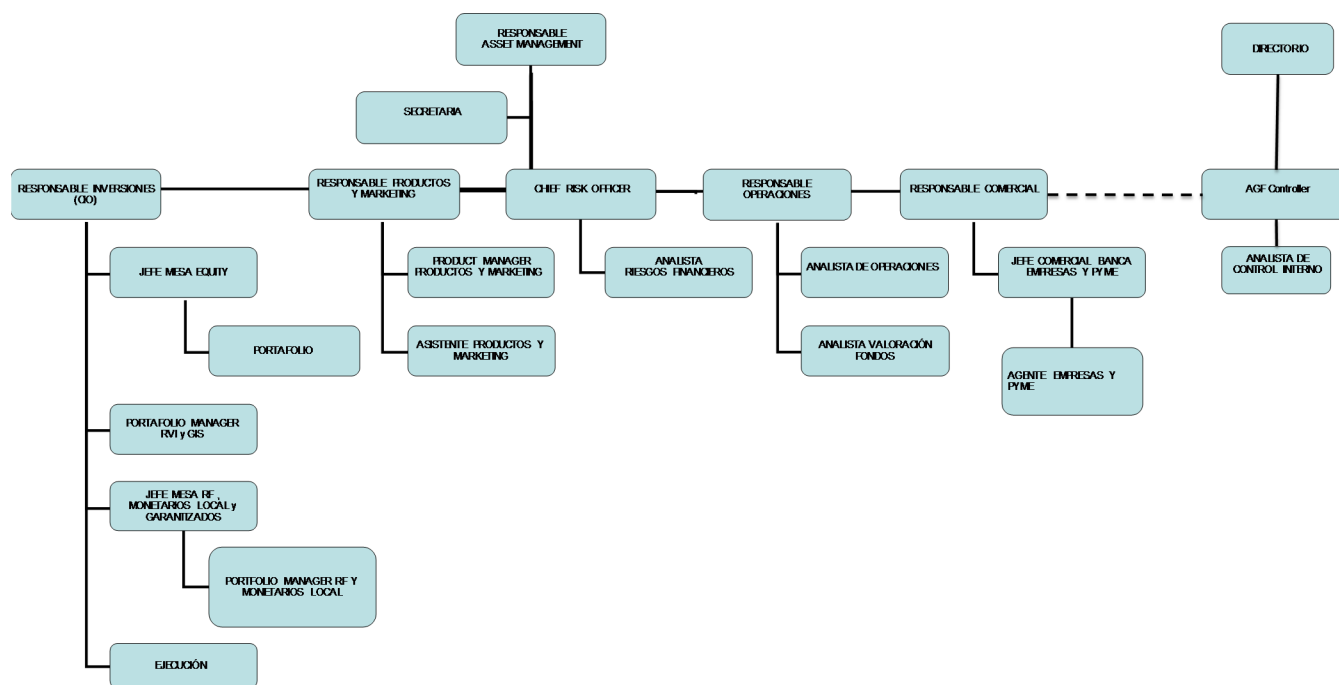 RESPONSABLE
ASSET MANAGEMENT
DIRECTORIO
SECRETARIA
RESPONSABLE INVERSIONES
(CIO)
RESPONSABLE PRODUCTOS
Y MARKETING
CHIEF RISK OFFICER
RESPONSABLE
OPERACIONES
RESPONSABLE COMERCIAL
AGF Controller
JEFE MESA EQUITY
PRODUCT MANAGER
PRODUCTOS Y MARKETING
ANALISTA
RIESGOS FINANCIEROS
ANALISTA DE OPERACIONES
JEFE COMERCIAL BANCA
EMPRESAS Y PYME
ANALISTA DE
CONTROL INTERNO
PORTAFOLIO
ASISTENTE PRODUCTOS Y
MARKETING
ANALISTA VALORACIÓN
FONDOS
AGENTE EMPRESAS Y
PYME
PORTAFOLIO MANAGER
RVI y GIS
JEFE MESA RF ,
MONETARIOS LOCAL y
GARANTIZADOS
PORTFOLIO MANAGER RF Y
MONETARIOS LOCAL
EJECUCIÓN